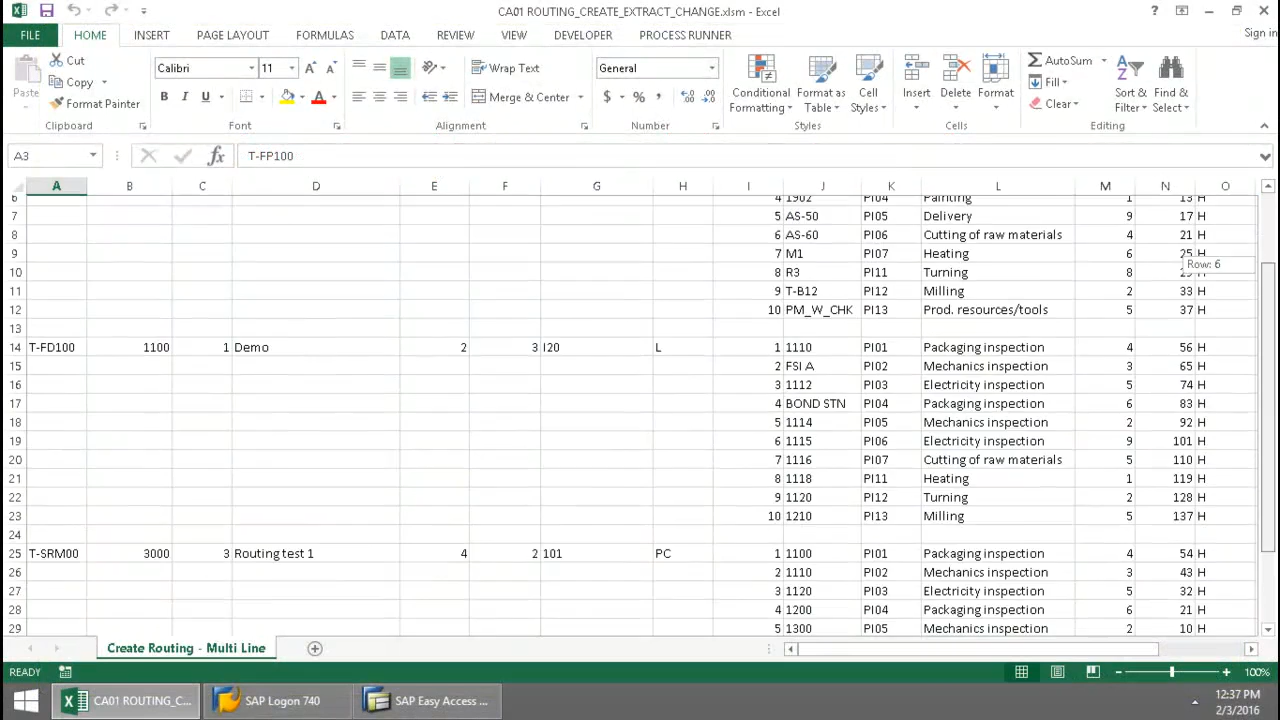 CA01 ROUTING_CREATE_EXTRACT_CHANGE.xlsm - Excel
FILE HOME INSERT PAGE LAYOUT FORMULAS DATA REVIEW VIEW DEVELOPER PROCESS RUNNER Sign in
Paste Cut Copy Format Painter Clipboard
Calibri 11 B I U A Font
Wrap Text Merge & Center Alignment
General $ % , Number
Conditional Formatting Format as Table Cell Styles Styles
Insert Delete Format Cells
AutoSum Fill Clear Sort & Filter Find & Select Editing
A3 fx T-FP100
A B C D E F G H I J K L M N O
6 4 1902 PI04 Painting 1 13 H
7 5 AS-50 PI05 Delivery 9 17 H
8 6 AS-60 PI06 Cutting of raw materials 4 21 H
9 7 M1 PI07 Heating 6 25 H
Row: 6
10 8 R3 PI11 Turning 8 H
11 9 T-B12 PI12 Milling 2 33 H
12 10 PM_W_CHK PI13 Prod. resources/tools 5 37 H
13
14 T-FD100 1100 1 Demo 2 3 I20 L 1 1110 PI01 Packaging inspection 4 56 H
15 2 FSI A PI02 Mechanics inspection 3 65 H
16 3 1112 PI03 Electricity inspection 5 74 H
17 4 BOND STN PI04 Packaging inspection 6 83 H
18 5 1114 PI05 Mechanics inspection 2 92 H
19 6 1115 PI06 Electricity inspection 9 101 H
20 7 1116 PI07 Cutting of raw materials 5 110 H
21 8 1118 PI11 Heating 1 119 H
22 9 1120 PI12 Turning 2 128 H
23 10 1210 PI13 Milling 5 137 H
24
25 T-SRM00 3000 3 Routing test 1 4 2 101 PC 1 1100 PI01 Packaging inspection 4 54 H
26 2 1110 PI02 Mechanics inspection 3 43 H
27 3 1120 PI03 Electricity inspection 5 32 H
28 4 1200 PI04 Packaging inspection 6 21 H
29 5 1300 PI05 Mechanics inspection 2 10 H
Create Routing - Multi Line
READY 100%
CA01 ROUTING_C... SAP Logon 740 SAP Easy Access ... 12:37 PM
2/3/2016